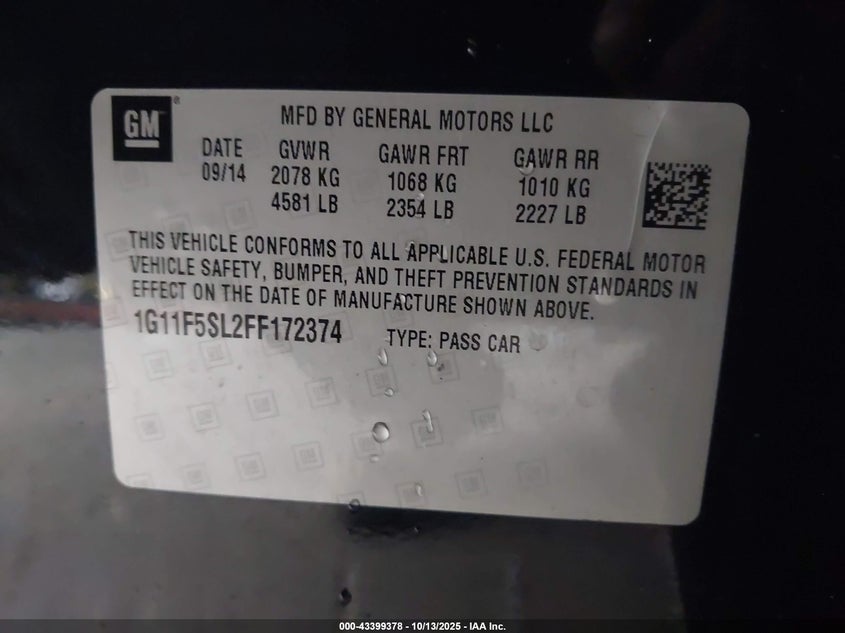 GM®
MFD BY GENERAL MOTORS LLC
DATE GVWR GAWR FRT GAWR RR
09/14 2078 KG 1068 KG 1010 KG
4581 LB 2354 LB 2227 LB
THIS VEHICLE CONFORMS TO ALL APPLICABLE U.S. FEDERAL MOTOR
VEHICLE SAFETY, BUMPER, AND THEFT PREVENTION STANDARDS IN
EFFECT ON THE DATE OF MANUFACTURE SHOWN ABOVE.
1G11F5SL2FF172374 TYPE: PASS CAR
000-43399378 - 10/13/2025 - IAA Inc.